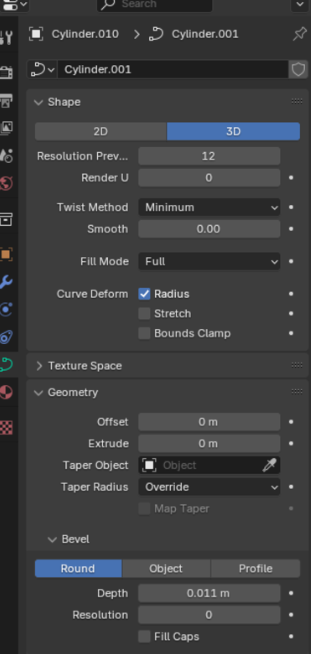 Search
Cylinder.010 > Cylinder.001
Cylinder.001
Shape
2D 3D
Resolution Prev... 12
Render U 0
Twist Method Minimum
Smooth 0.00
Fill Mode Full
Curve Deform Radius
Stretch
Bounds Clamp
Texture Space
Geometry
Offset 0 m
Extrude 0 m
Taper Object Object
Taper Radius Override
Map Taper
Bevel
Round Object Profile
Depth 0.011 m
Resolution 0
Fill Caps